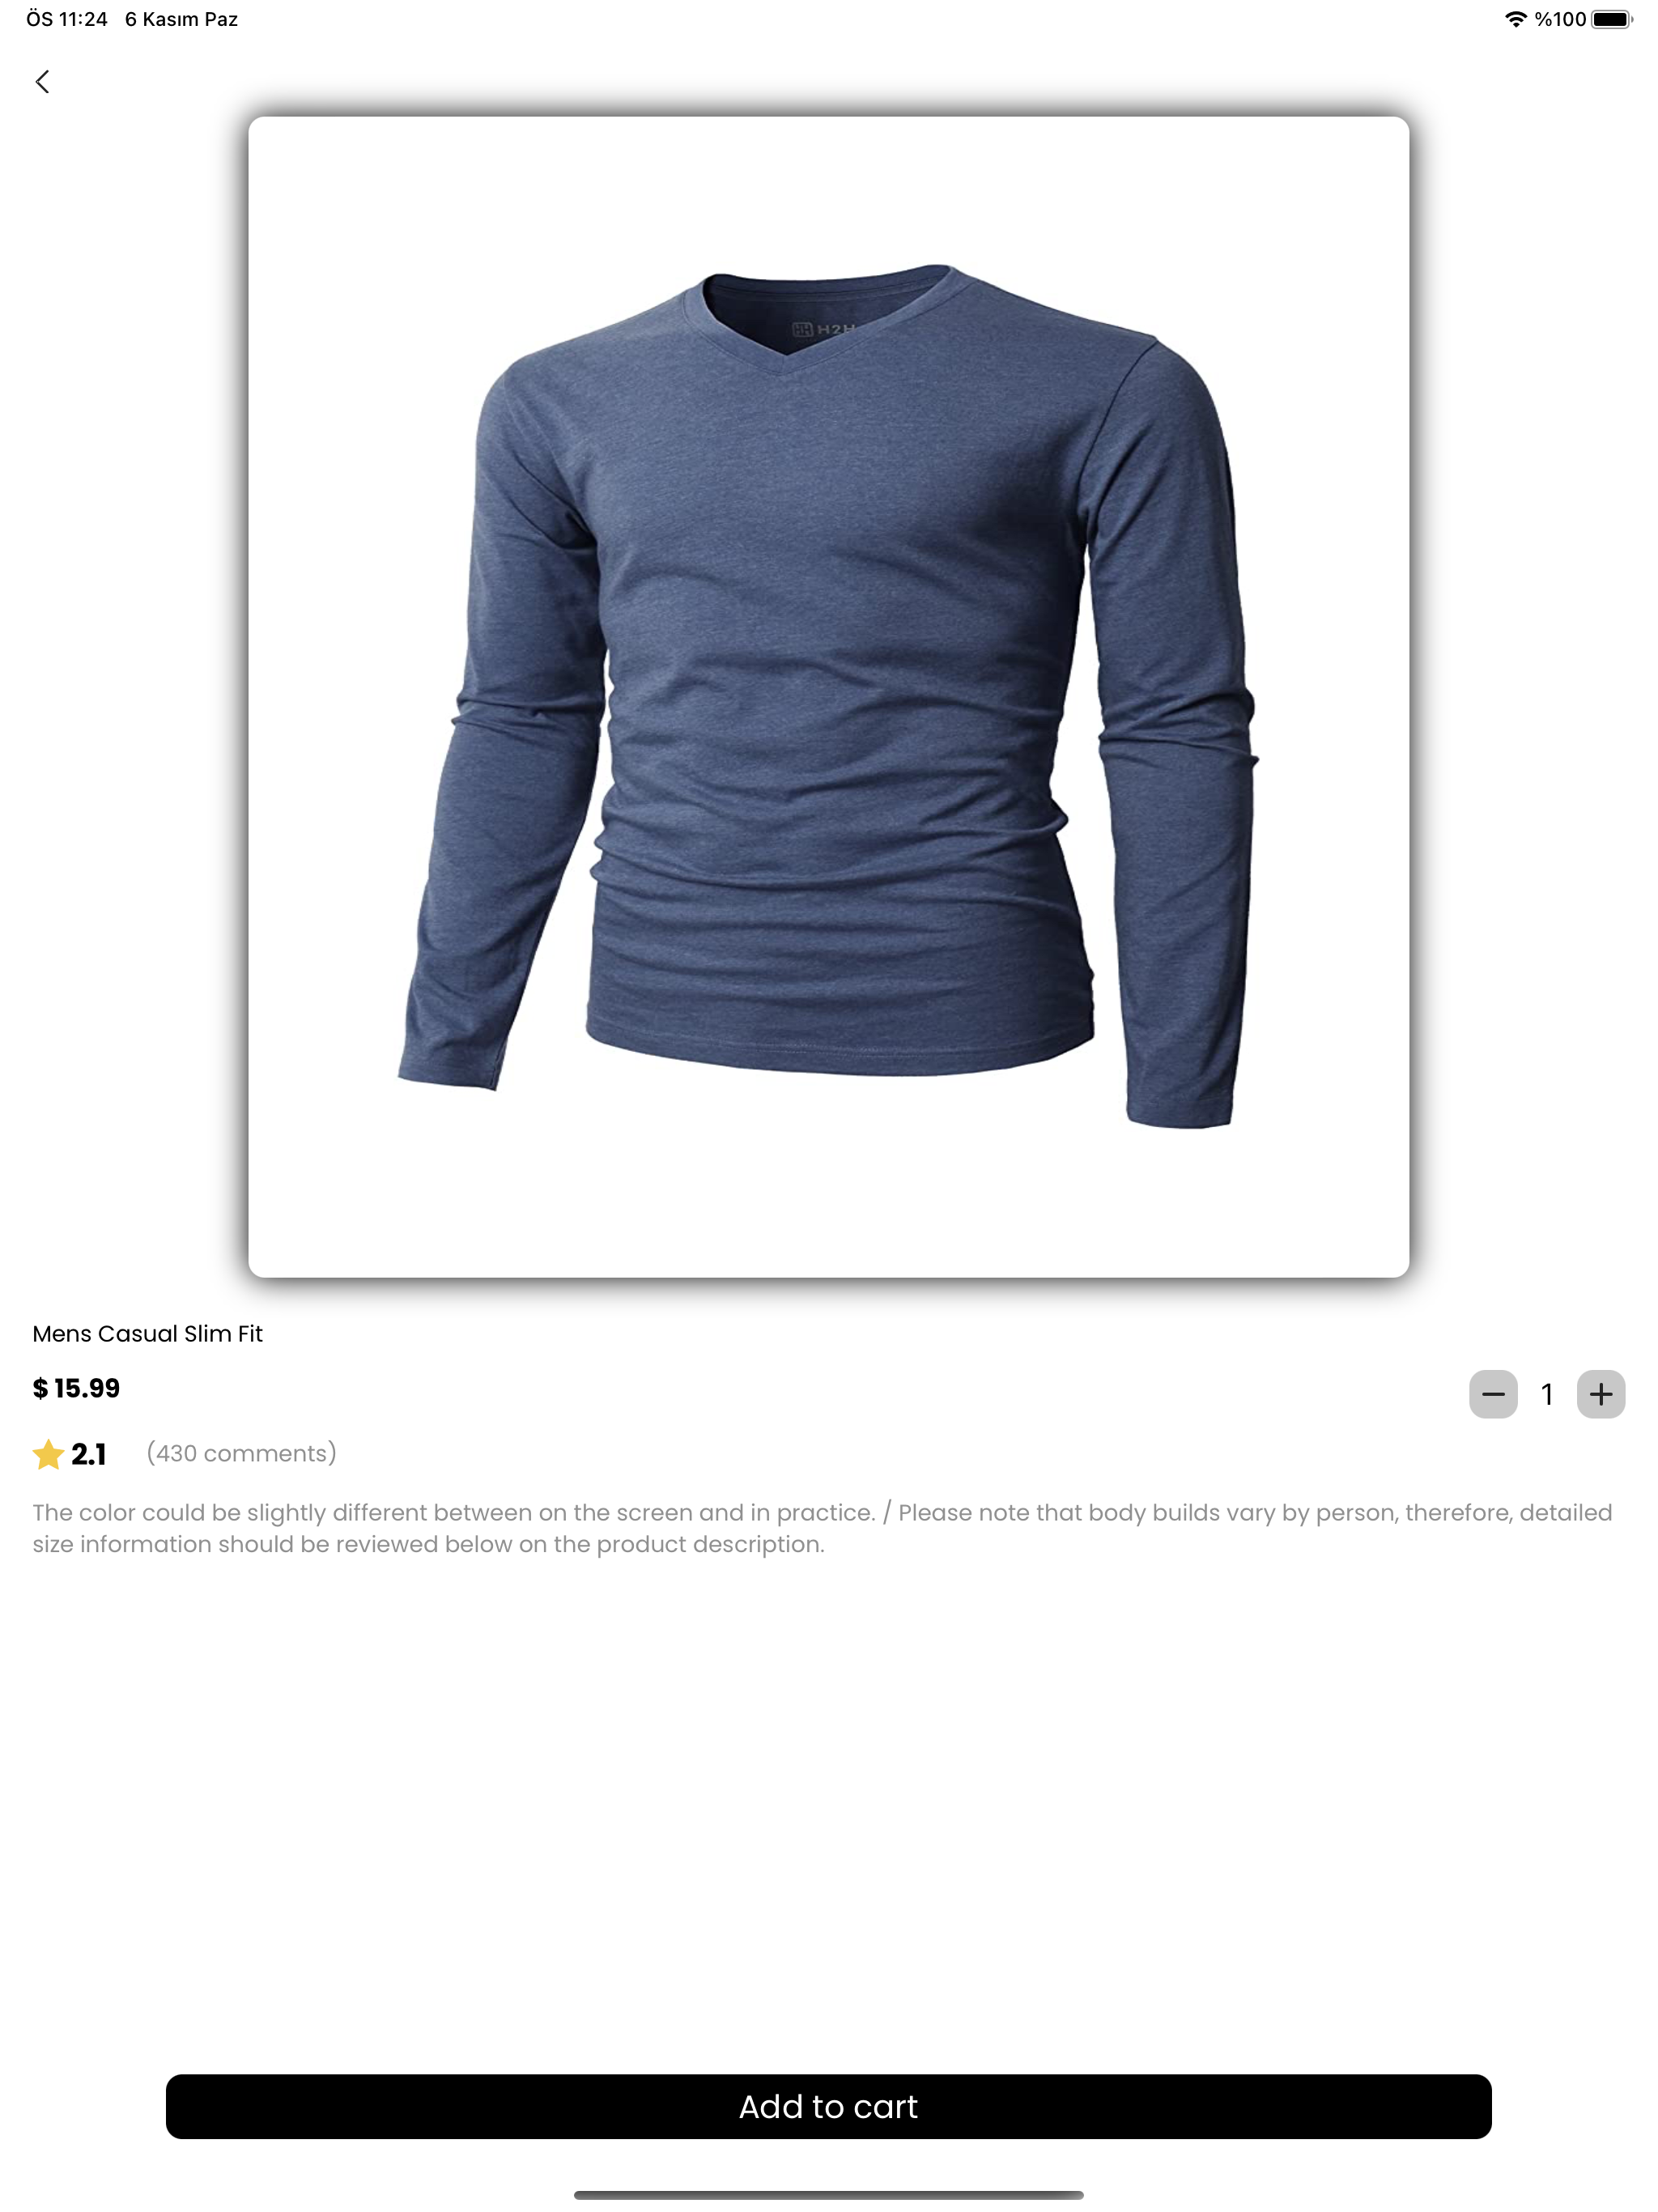 ÖS 11:24 6 Kasım Paz %100
H2H
Mens Casual Slim Fit
$ 15.99
1
2.1 (430 comments)
The color could be slightly different between on the screen and in practice. / Please note that body builds vary by person, therefore, detailed
size information should be reviewed below on the product description.
Add to cart